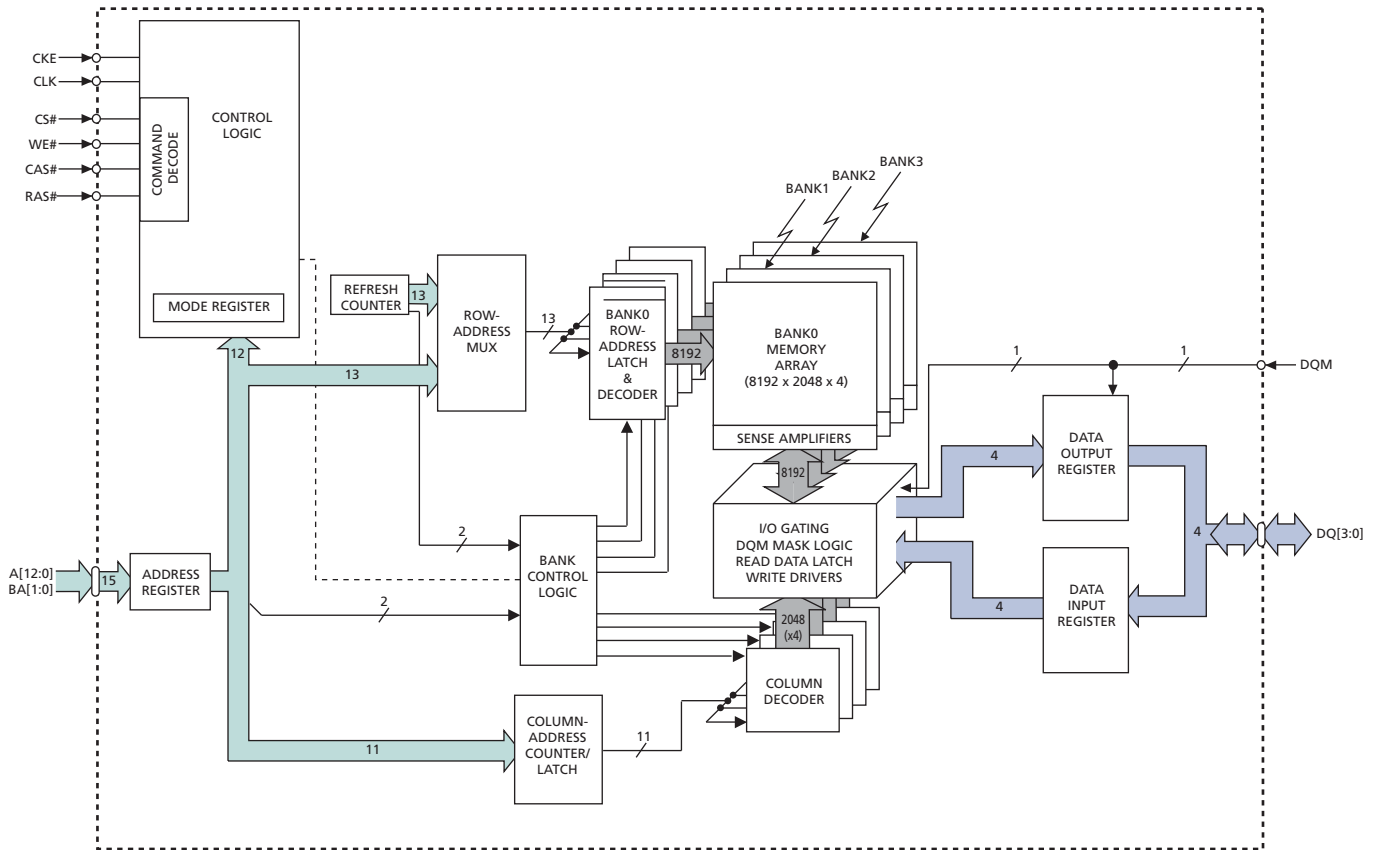 CKE
CLK
CS#
WE#
CAS#
RAS#
COMMAND
DECODE
CONTROL
LOGIC
MODE REGISTER
12
REFRESH
COUNTER
13
13
ROW-
ADDRESS
MUX
13
BANK0
ROW-
ADDRESS
LATCH
&
DECODER
8192
BANK1
BANK2
BANK3
BANK0
MEMORY
ARRAY
(8192 x 2048 x 4)
SENSE AMPLIFIERS
8192
I/O GATING
DQM MASK LOGIC
READ DATA LATCH
WRITE DRIVERS
1
1
DQM
4
DATA
OUTPUT
REGISTER
4
DQ[3:0]
4
DATA
INPUT
REGISTER
A[12:0]
BA[1:0]
15
ADDRESS
REGISTER
2
2
BANK
CONTROL
LOGIC
2048
(x4)
COLUMN
DECODER
11
COLUMN-
ADDRESS
COUNTER/
LATCH
11